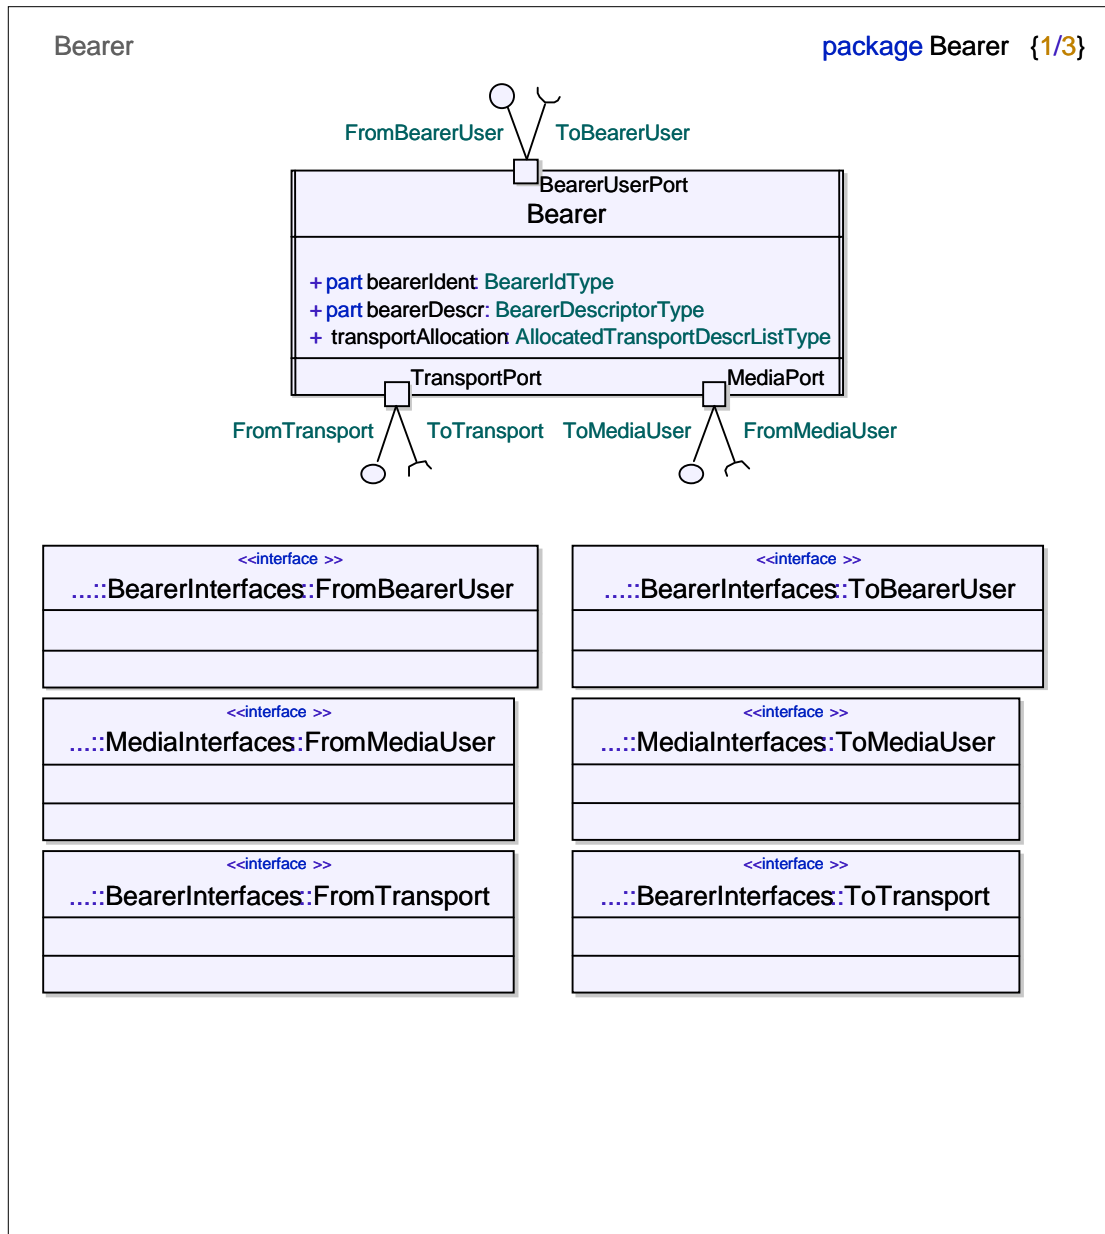 Bearer
package Bearer {1/3}
FromBearerUser ToBearerUser
BearerUserPort
Bearer
+ part bearerIdent: BearerIdType
+ part bearerDescr: BearerDescriptorType
+ transportAllocation: AllocatedTransportDescrListType
TransportPort MediaPort
FromTransport ToTransport ToMediaUser FromMediaUser
<<interface >>
...::BearerInterfaces::FromBearerUser
<<interface >>
...::BearerInterfaces::ToBearerUser
<<interface >>
...::MediaInterfaces::FromMediaUser
<<interface >>
...::MediaInterfaces::ToMediaUser
<<interface >>
...::BearerInterfaces::FromTransport
<<interface >>
...::BearerInterfaces::ToTransport